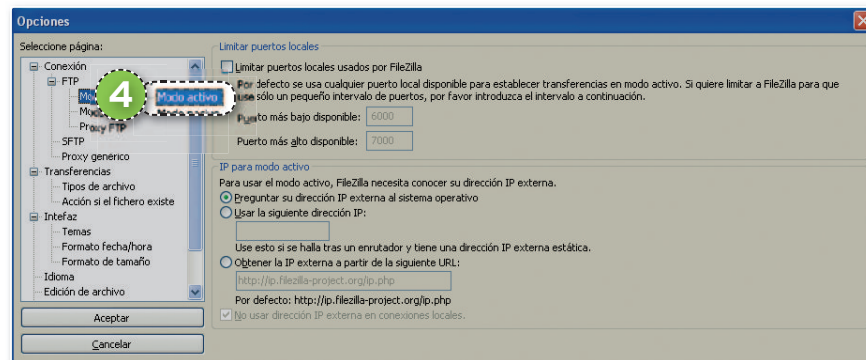 Opciones
Seleccione página:
Conexión
FTP
4
Modo activo
Proxy FTP
SFTP
Proxy genérico
Transferencias
Tipos de archivo
Acción si el fichero existe
Intefaz
Temas
Formato fecha/hora
Formato de tamaño
Idioma
Edición de archivo
Aceptar
Cancelar
Limitar puertos locales
Limitar puertos locales usados por FileZilla
Por defecto se usa cualquier puerto local disponible para establecer transferencias en modo activo. Si quiere limitar a FileZilla para que
use sólo un pequeño intervalo de puertos, por favor introduzca el intervalo a continuación.
Puerto más bajo disponible: 6000
Puerto más alto disponible: 7000
IP para modo activo
Para usar el modo activo, FileZilla necesita conocer su dirección IP externa.
Preguntar su dirección IP externa al sistema operativo
Usar la siguiente dirección IP:
Use esto si se halla tras un enrutador y tiene una dirección IP externa estática.
Obtener la IP externa a partir de la siguiente URL:
http://ip.filezilla-project.org/ip.php
Por defecto: http://ip.filezilla-project.org/ip.php
No usar dirección IP externa en conexiones locales.